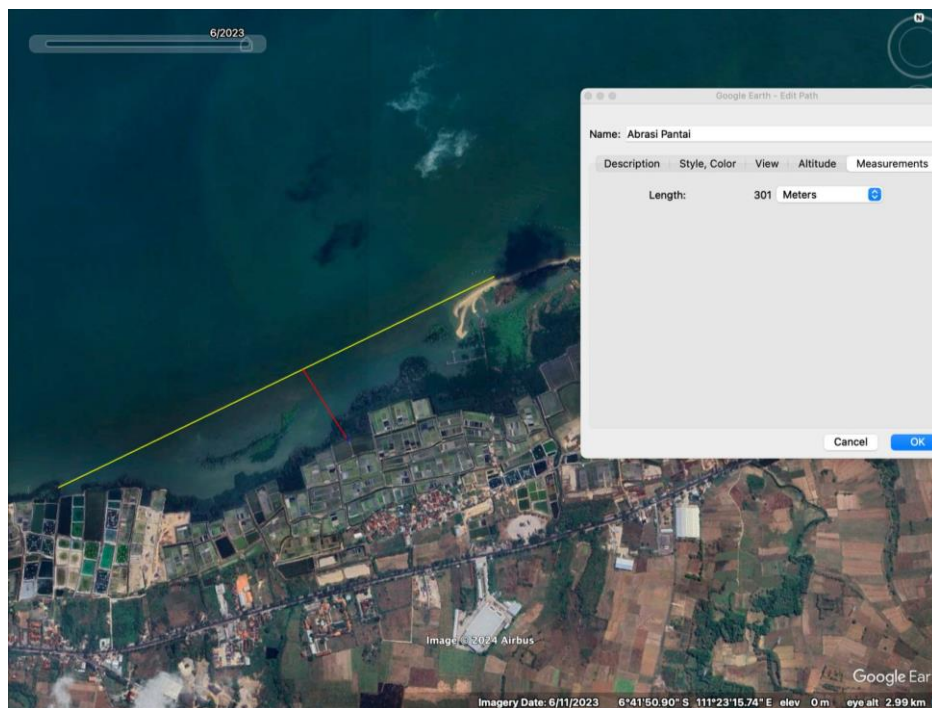 6/2023
N
Google Earth - Edit Path
Name: Abrasi Pantai
Description Style, Color View Altitude Measurements
Length: 301 Meters
Cancel OK
Image © 2024 Airbus
Google Ear
Imagery Date: 6/11/2023 6°41'50.90" S 111°23'15.74" E elev 0 m eye alt 2.99 km